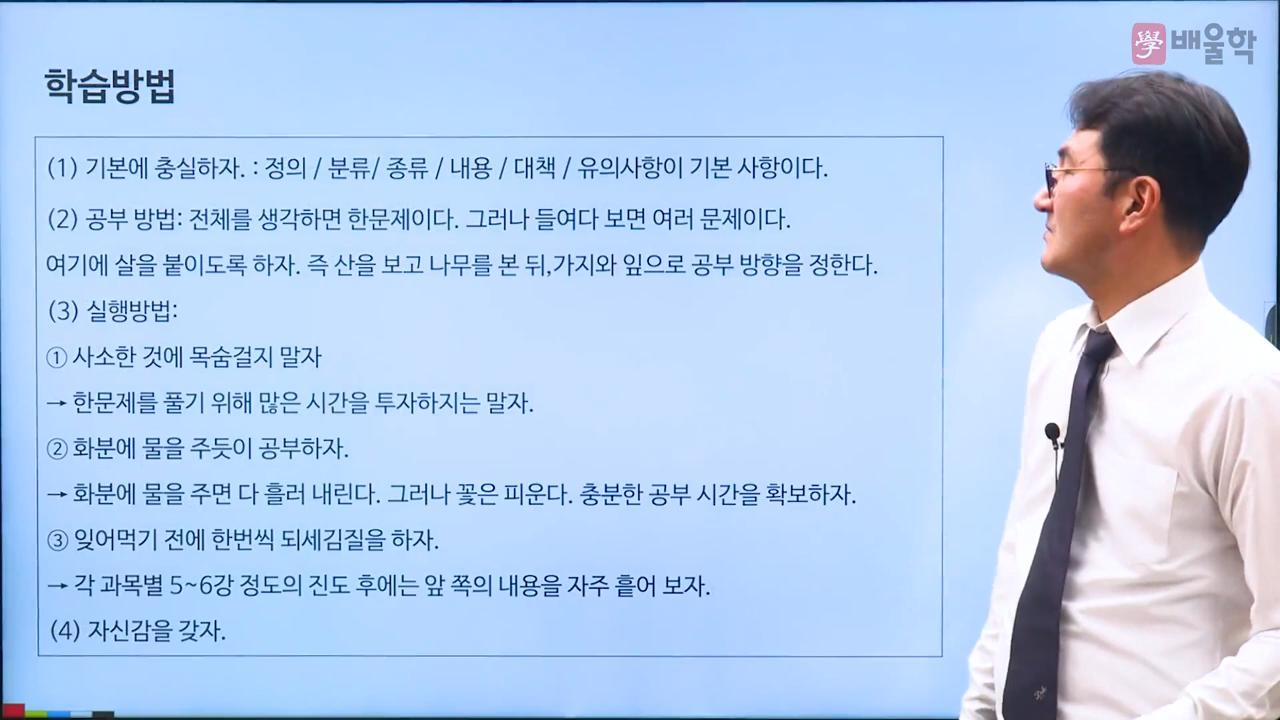 學 배울학
학습방법
(1) 기본에 충실하자. : 정의 / 분류/ 종류 / 내용 / 대책 / 유의사항이 기본 사항이다.
(2) 공부 방법: 전체를 생각하면 한문제이다. 그러나 들여다 보면 여러 문제이다.
여기에 살을 붙이도록 하자. 즉 산을 보고 나무를 본 뒤,가지와 잎으로 공부 방향을 정한다.
(3) 실행방법:
① 사소한 것에 목숨걸지 말자
→ 한문제를 풀기 위해 많은 시간을 투자하지는 말자.
② 화분에 물을 주듯이 공부하자.
→ 화분에 물을 주면 다 흘러 내린다. 그러나 꽃은 피운다. 충분한 공부 시간을 확보하자.
③ 잊어먹기 전에 한번씩 되세김질을 하자.
→ 각 과목별 5~6강 정도의 진도 후에는 앞 쪽의 내용을 자주 흩어 보자.
(4) 자신감을 갖자.